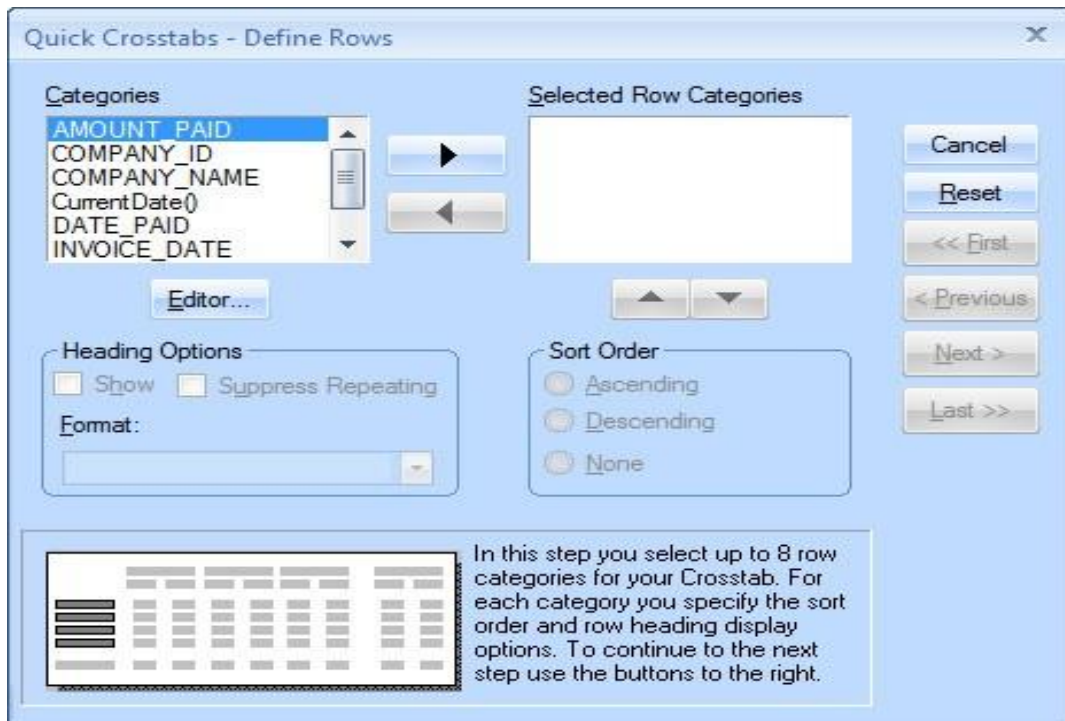 Quick Crosstabs - Define Rows
Categories
AMOUNT_PAID
COMPANY_ID
COMPANY_NAME
CurrentDate()
DATE_PAID
INVOICE_DATE
Editor...
Selected Row Categories
Cancel
Reset
<< First
< Previous
Next >
Last >>
Heading Options
Show
Suppress Repeating
Format:
Sort Order
Ascending
Descending
None
In this step you select up to 8 row
categories for your Crosstab. For
each category you specify the sort
order and row heading display
options. To continue to the next
step use the buttons to the right.